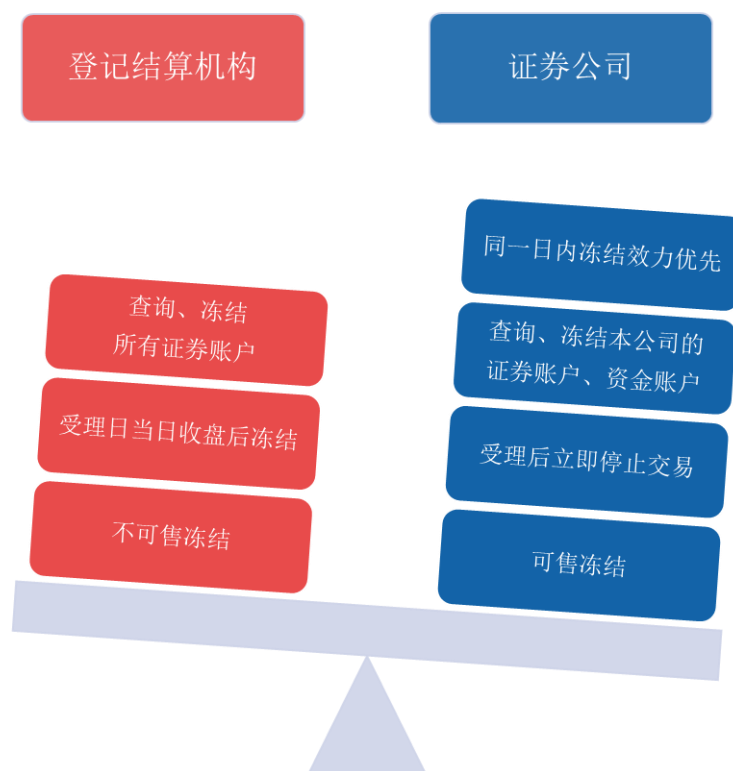 登记结算机构
证券公司
同一日内冻结效力优先
查询、冻结
所有证券账户
查询、冻结本公司的
证券账户、资金账户
受理日当日收盘后冻结
受理后立即停止交易
不可售冻结
可售冻结